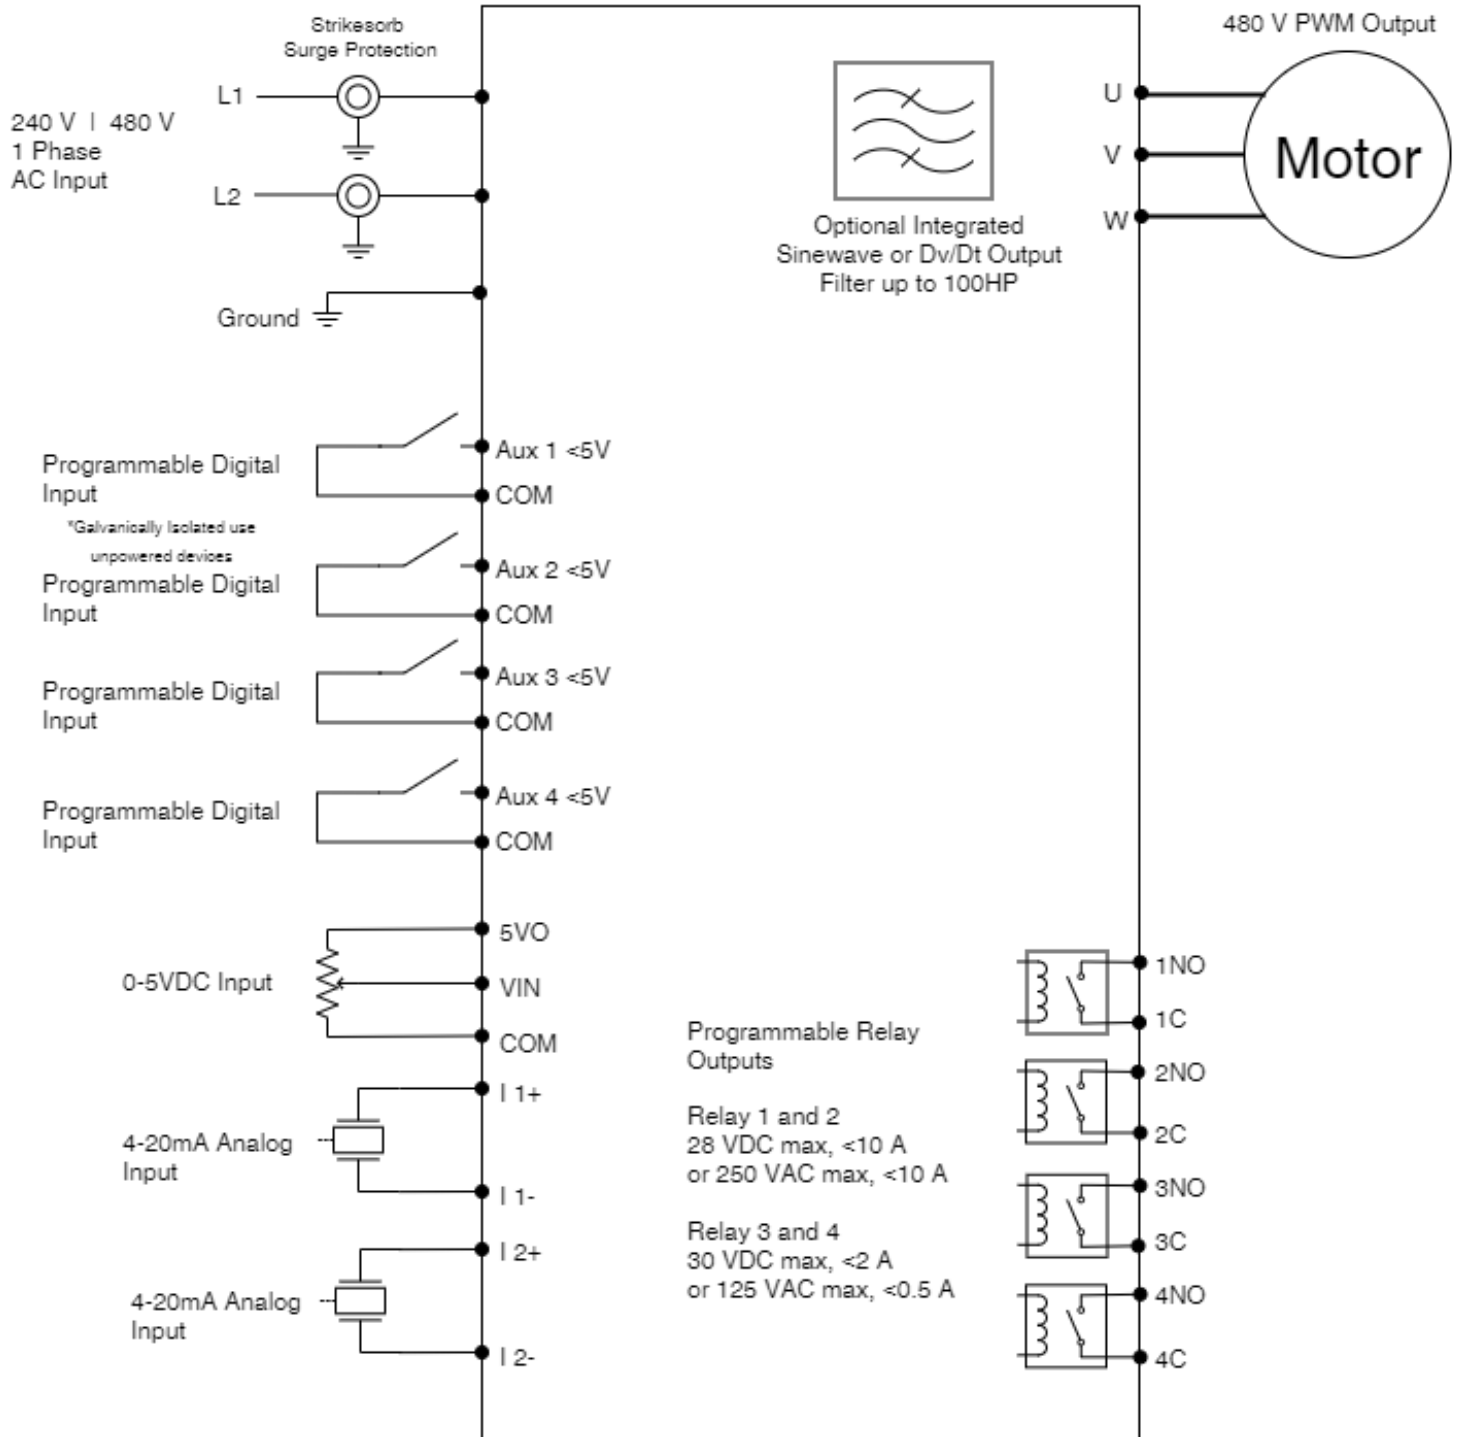 Strikesorb
Surge Protection
L1
240 V | 480 V
1 Phase
AC Input
L2
Ground
480 V PWM Output
U
V
W
Motor
Optional Integrated
Sinewave or Dv/Dt Output
Filter up to 100HP
Programmable Digital
Input
Aux 1 <5V
COM
*Galvanically Isolated use
unpowered devices
Programmable Digital
Input
Aux 2 <5V
COM
Programmable Digital
Input
Aux 3 <5V
COM
Programmable Digital
Input
Aux 4 <5V
COM
0-5VDC Input
5VO
VIN
COM
4-20mA Analog
Input
I 1+
I 1-
4-20mA Analog
Input
I 2+
I 2-
Programmable Relay
Outputs
Relay 1 and 2
28 VDC max, <10 A
or 250 VAC max, <10 A
Relay 3 and 4
30 VDC max, <2 A
or 125 VAC max, <0.5 A
1NO
1C
2NO
2C
3NO
3C
4NO
4C